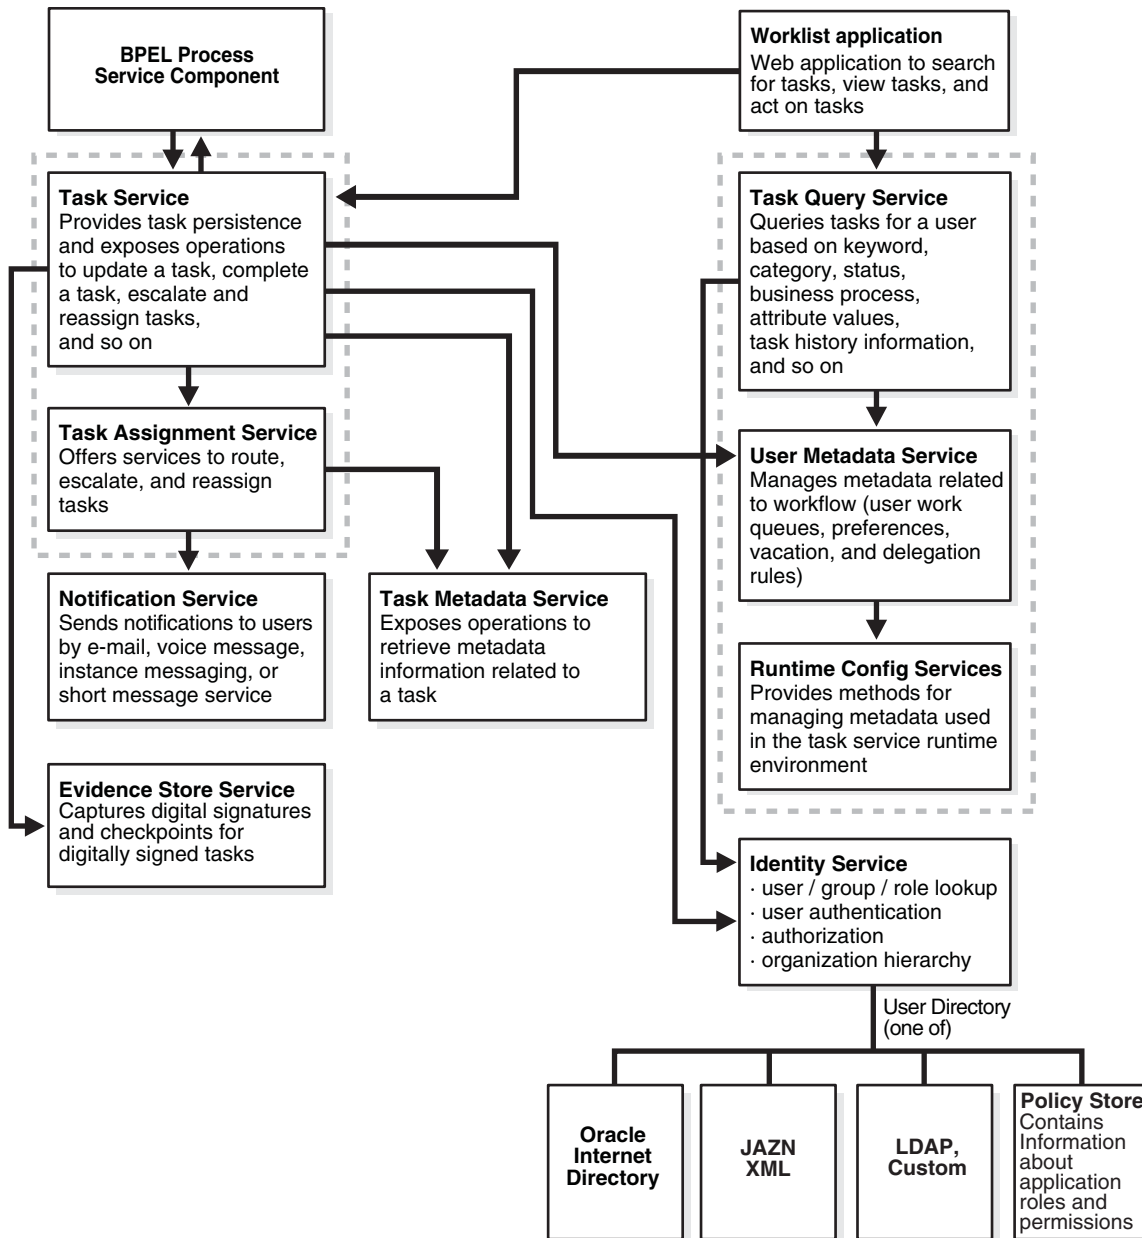 BPEL Process
Service Component
Worklist application
Web application to search
for tasks, view tasks, and
act on tasks
Task Service
Provides task persistence
and exposes operations
to update a task, complete
a task, escalate and
reassign tasks,
and so on
Task Query Service
Queries tasks for a user
based on keyword,
category, status,
business process,
attribute values,
task history information,
and so on
Task Assignment Service
Offers services to route,
escalate, and reassign
tasks
User Metadata Service
Manages metadata related
to workflow (user work
queues, preferences,
vacation, and delegation
rules)
Notification Service
Sends notifications to users
by e-mail, voice message,
instance messaging, or
short message service
Task Metadata Service
Exposes operations to
retrieve metadata
information related to
a task
Runtime Config Services
Provides methods for
managing metadata used
in the task service runtime
environment
Evidence Store Service
Captures digital signatures
and checkpoints for
digitally signed tasks
Identity Service
· user / group / role lookup
· user authentication
· authorization
· organization hierarchy
User Directory
(one of)
Oracle
Internet
Directory
JAZN
XML
LDAP,
Custom
Policy Store
Contains
Information
about
application
roles and
permissions